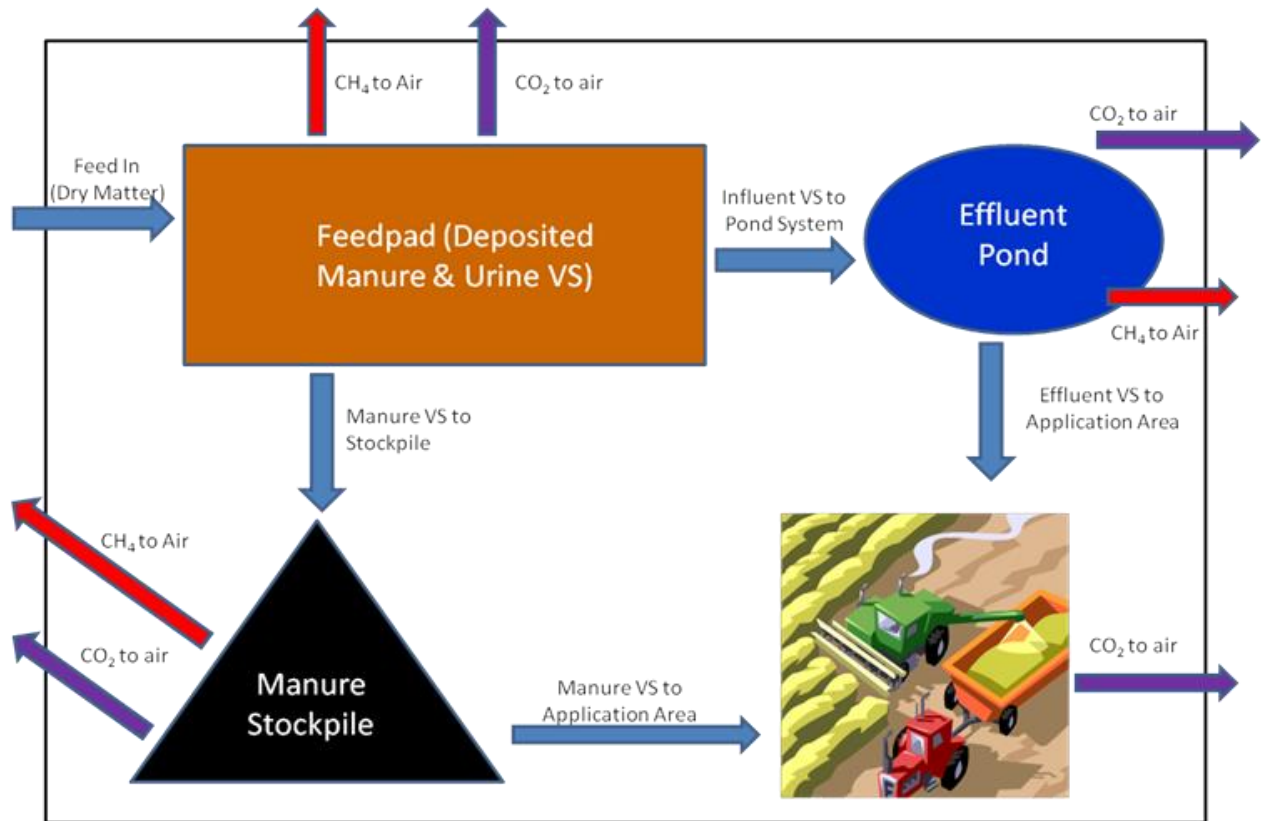 CH₄ to Air
CO₂ to air
CO₂ to air
Feed In
(Dry Matter)
Feedpad (Deposited
Manure & Urine VS)
Influent VS to
Pond System
Effluent
Pond
CH₄ to Air
Manure VS to
Stockpile
Effluent VS to
Application Area
CH₄ to Air
CO₂ to air
Manure
Stockpile
Manure VS to
Application Area
CO₂ to air